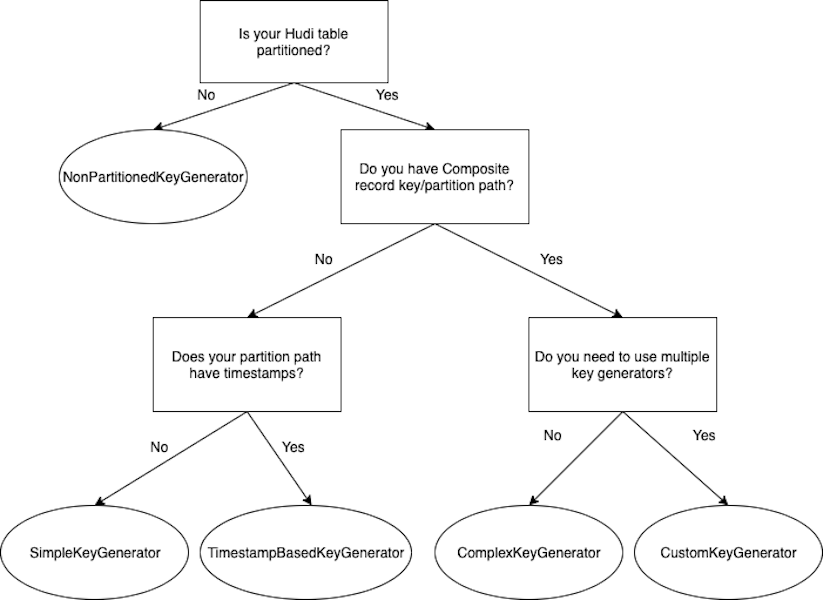 Is your Hudi table
partitioned?
No
Yes
NonPartitionedKeyGenerator
Do you have Composite
record key/partition path?
No
Yes
Does your partition path
have timestamps?
Do you need to use multiple
key generators?
No
Yes
No
Yes
SimpleKeyGenerator
TimestampBasedKeyGenerator
ComplexKeyGenerator
CustomKeyGenerator